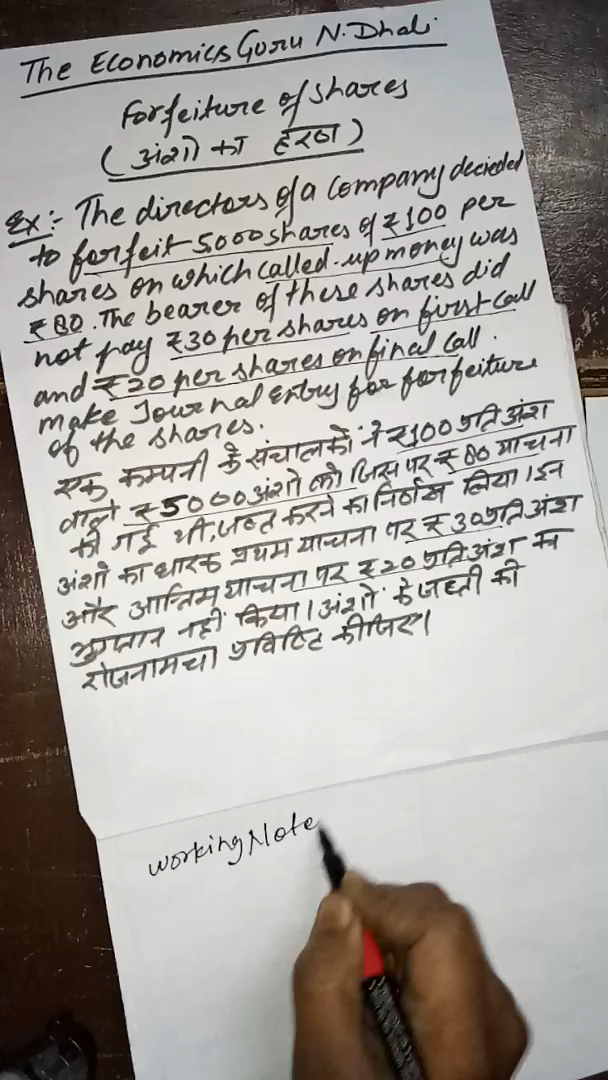 The Economics Guru N. Dhali
Forfeiture of shares
(अंशो का हरण)
Ex:- The directors of a company decided
to forfeit 5000 shares of ₹100 per
shares on which called-up money was
₹80. The bearer of these shares did
not pay ₹30 per shares on first call
and ₹20 per shares on final call.
make Journal Entry for forfeiture
of the shares.
एक कम्पनी के संचालकों ने ₹100 प्रति अंश
वाले ₹5000 अंशो को जिस पर ₹80 याचना
की गई थी, जब्त करने का निर्णय लिया। इन
अंशों का धारक प्रथम याचना पर ₹30 प्रति अंश
और अन्तिम याचना पर ₹20 प्रति अंश का
भुगतान नहीं किया। अंशों के जब्ती की
रोजनामचा प्रविष्टि कीजिए।
Working Note